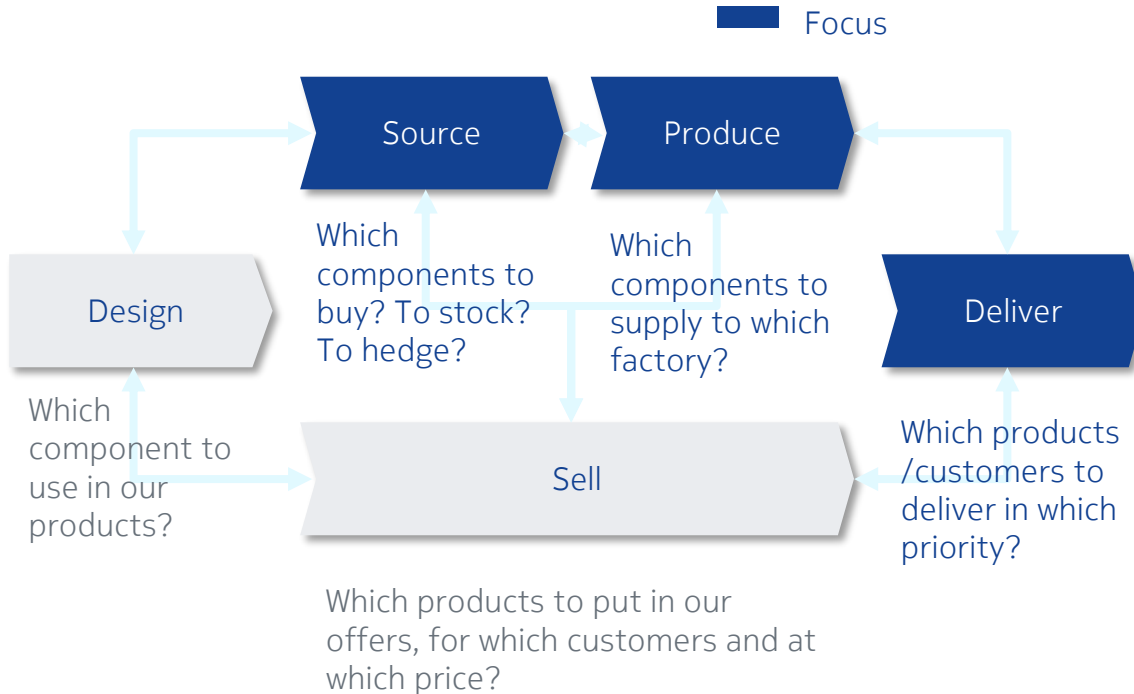 Focus
Source
Produce
Which
components to
buy? To stock?
To hedge?
Which
components to
supply to which
factory?
Design
Deliver
Which
component to
use in our
products?
Sell
Which products
/customers to
deliver in which
priority?
Which products to put in our
offers, for which customers and at
which price?